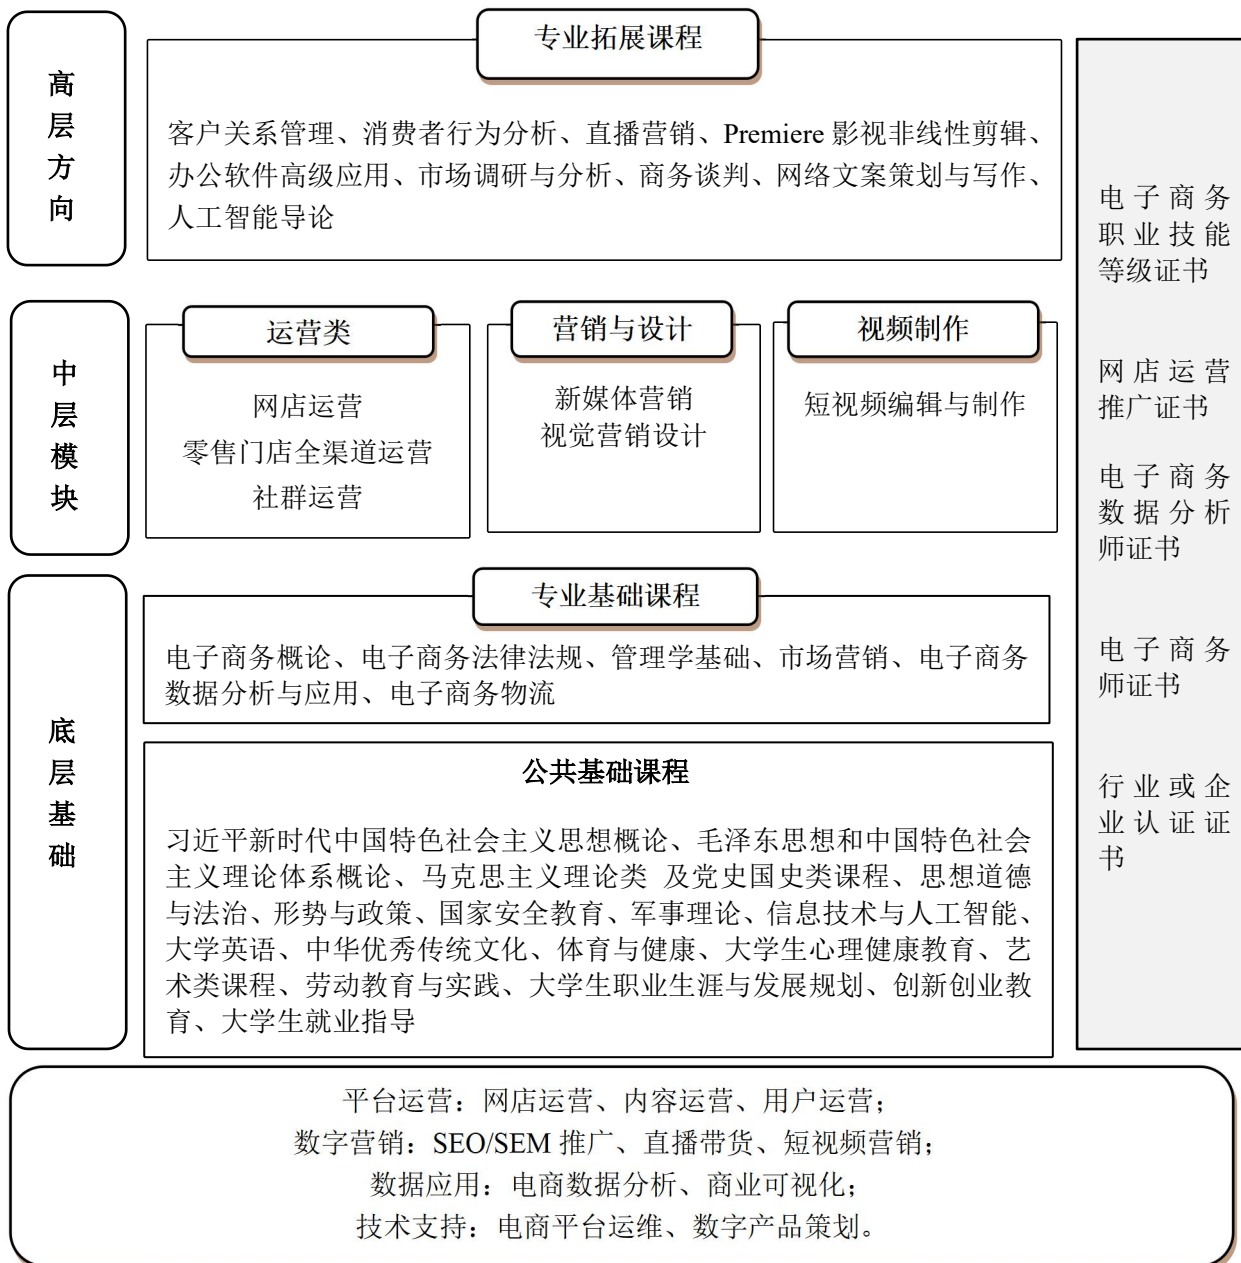 高
层
方
向
专业拓展课程
客户关系管理、消费者行为分析、直播营销、Premiere 影视非线性剪辑、
办公软件高级应用、市场调研与分析、商务谈判、网络文案策划与写作、
人工智能导论
中
层
模
块
运营类
网店运营
零售门店全渠道运营
社群运营
营销与设计
新媒体营销
视觉营销设计
视频制作
短视频编辑与制作
底
层
基
础
专业基础课程
电子商务概论、电子商务法律法规、管理学基础、市场营销、电子商务
数据分析与应用、电子商务物流
公共基础课程
习近平新时代中国特色社会主义思想概论、毛泽东思想和中国特色社会
主义理论体系概论、马克思主义理论类 及党史国史类课程、思想道德
与法治、形势与政策、国家安全教育、军事理论、信息技术与人工智能、
大学英语、中华优秀传统文化、体育与健康、大学生心理健康教育、艺
术类课程、劳动教育与实践、大学生职业生涯与发展规划、创新创业教
育、大学生就业指导
电子商务
职业技能
等级证书
网店运营
推广证书
电子商务
数据分析
师证书
电子商务
师证书
行业或企
业认证证
书
平台运营：网店运营、内容运营、用户运营；
数字营销：SEO/SEM 推广、直播带货、短视频营销；
数据应用：电商数据分析、商业可视化；
技术支持：电商平台运维、数字产品策划。